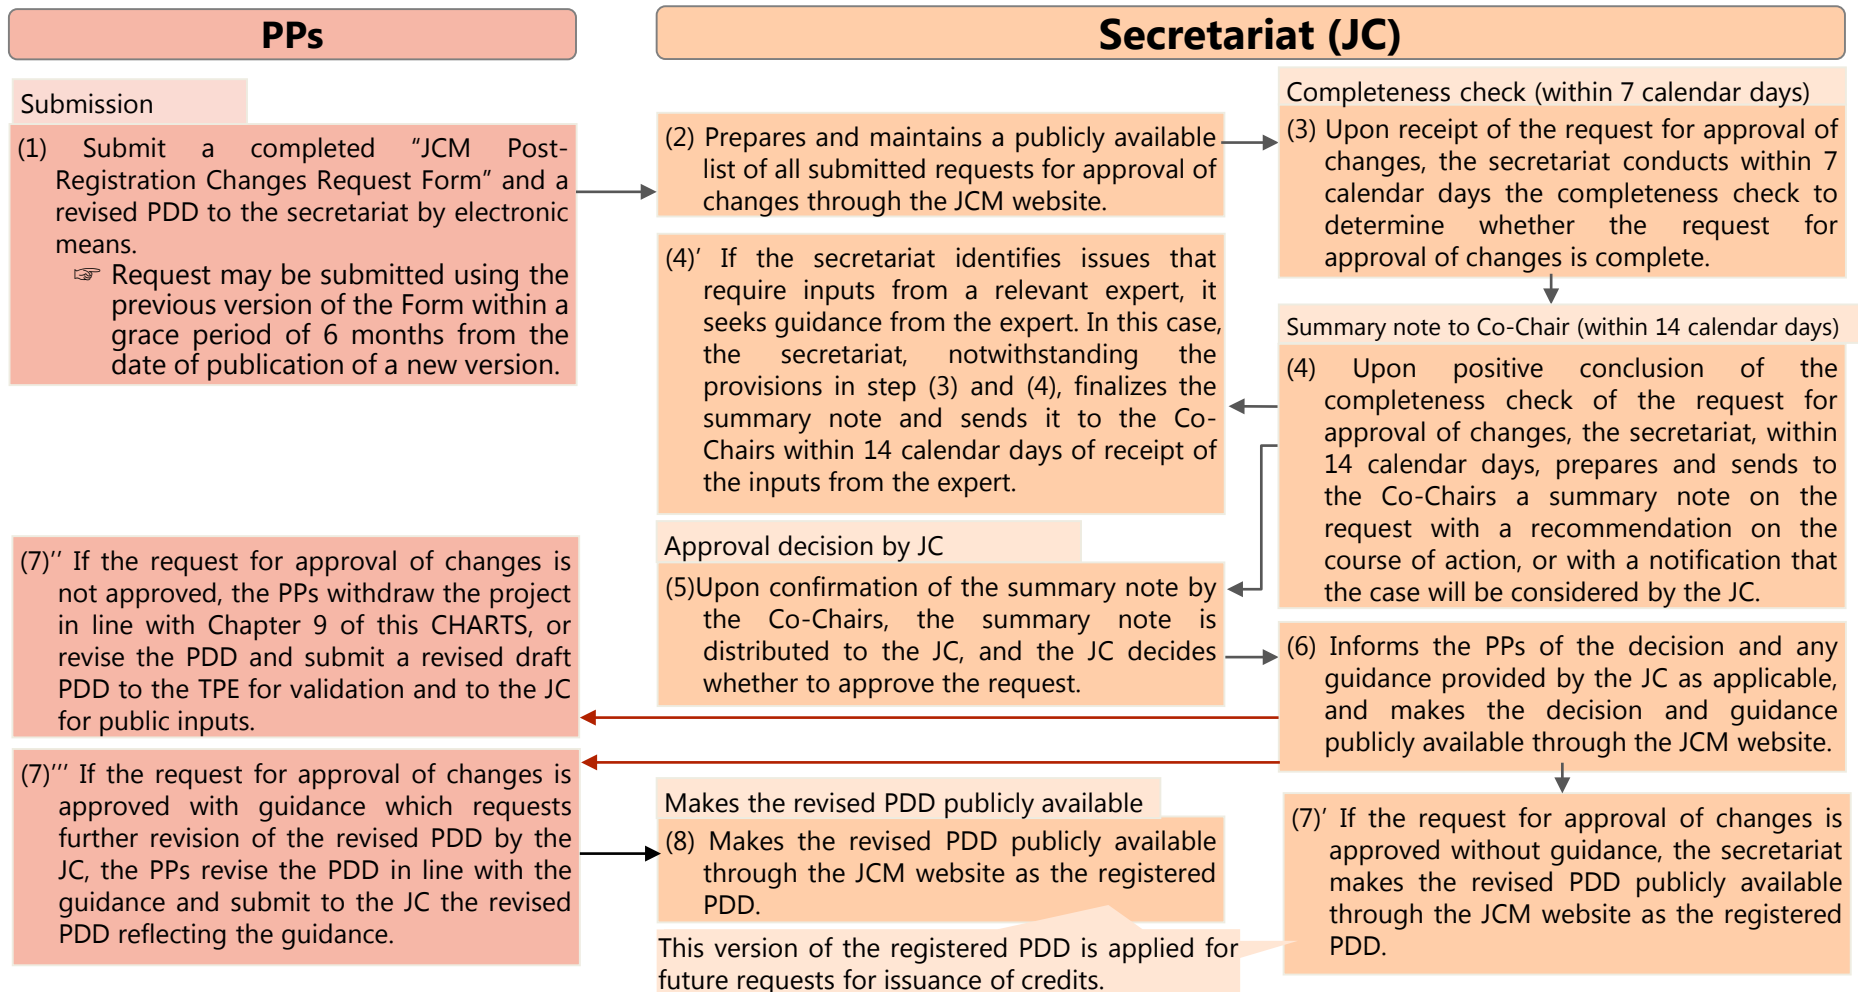 PPs
Secretariat (JC)
Submission
(1) Submit a completed "JCM Post-
Registration Changes Request Form" and a
revised PDD to the secretariat by electronic
means.
☞ Request may be submitted using the
previous version of the Form within a
grace period of 6 months from the
date of publication of a new version.
(2) Prepares and maintains a publicly available
list of all submitted requests for approval of
changes through the JCM website.
Completeness check (within 7 calendar days)
(3) Upon receipt of the request for approval of
changes, the secretariat conducts within 7
calendar days the completeness check to
determine whether the request for
approval of changes is complete.
(4)' If the secretariat identifies issues that
require inputs from a relevant expert, it
seeks guidance from the expert. In this case,
the secretariat, notwithstanding the
provisions in step (3) and (4), finalizes the
summary note and sends it to the Co-
Chairs within 14 calendar days of receipt of
the inputs from the expert.
Summary note to Co-Chair (within 14 calendar days)
(4) Upon positive conclusion of the
completeness check of the request for
approval of changes, the secretariat, within
14 calendar days, prepares and sends to
the Co-Chairs a summary note on the
request with a recommendation on the
course of action, or with a notification that
the case will be considered by the JC.
Approval decision by JC
(5)Upon confirmation of the summary note by
the Co-Chairs, the summary note is
distributed to the JC, and the JC decides
whether to approve the request.
(6) Informs the PPs of the decision and any
guidance provided by the JC as applicable,
and makes the decision and guidance
publicly available through the JCM website.
(7)'' If the request for approval of changes is
not approved, the PPs withdraw the project
in line with Chapter 9 of this CHARTS, or
revise the PDD and submit a revised draft
PDD to the TPE for validation and to the JC
for public inputs.
(7)''' If the request for approval of changes is
approved with guidance which requests
further revision of the revised PDD by the
JC, the PPs revise the PDD in line with the
guidance and submit to the JC the revised
PDD reflecting the guidance.
Makes the revised PDD publicly available
(8) Makes the revised PDD publicly available
through the JCM website as the registered
PDD.
This version of the registered PDD is applied for
future requests for issuance of credits.
(7)' If the request for approval of changes is
approved without guidance, the secretariat
makes the revised PDD publicly available
through the JCM website as the registered
PDD.